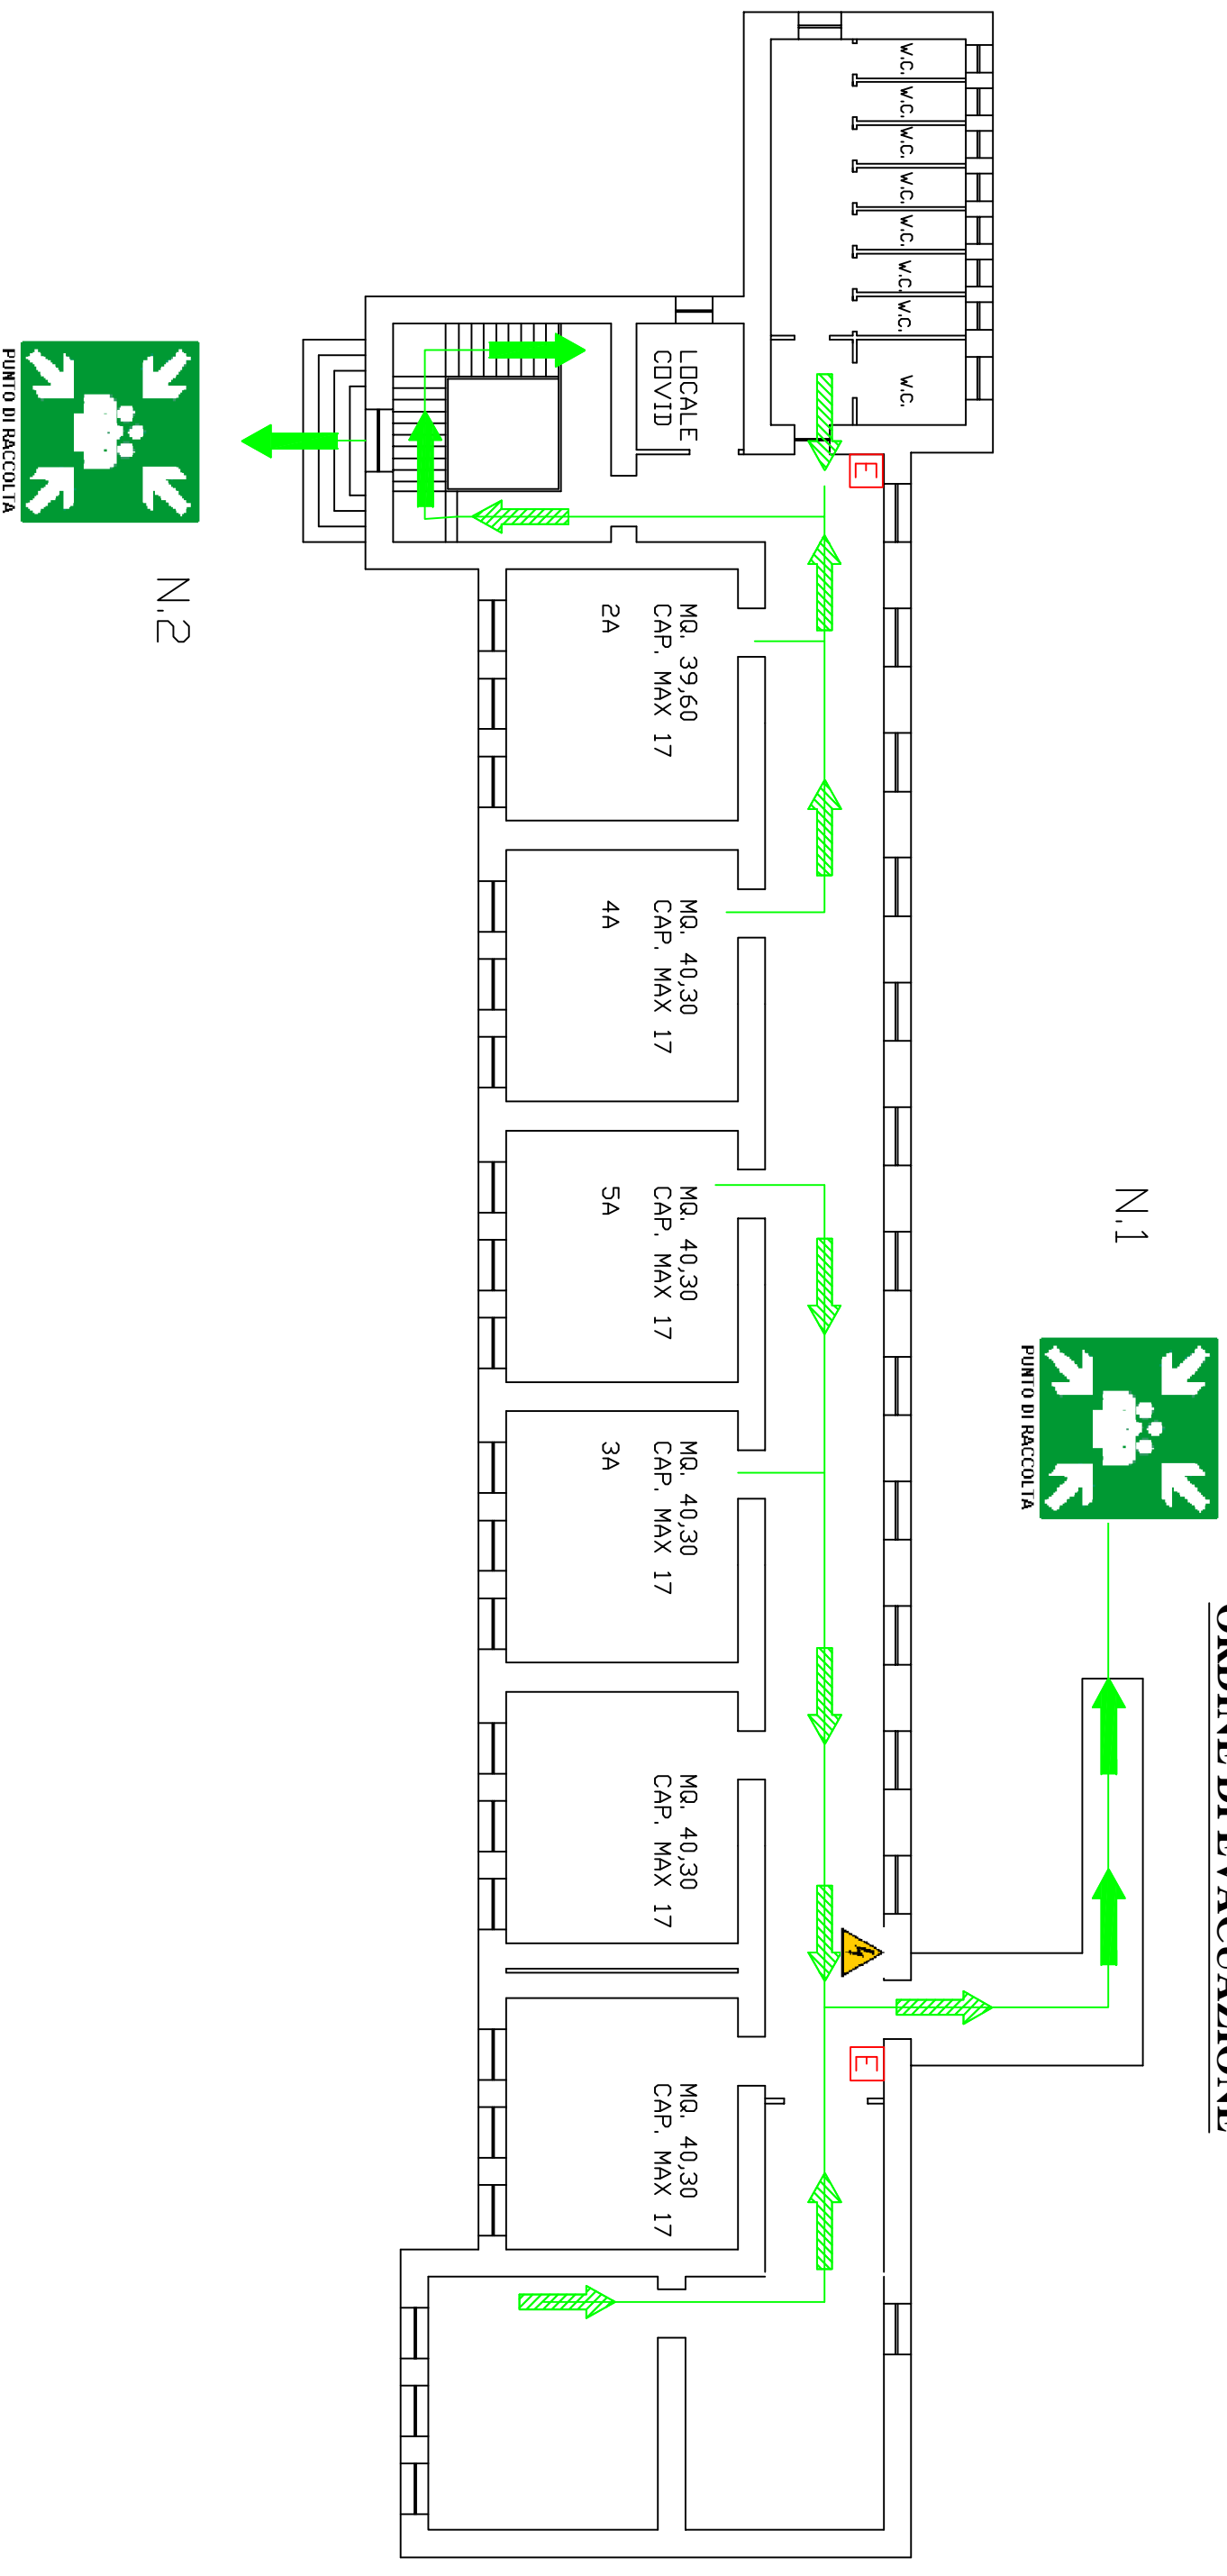 ORDINE DI EVACUAZIONE
N.1
PUNTO DI RACCOLTA
W.C.
W.C.
W.C.
W.C.
W.C.
W.C.
W.C.
W.C.
E
E
LOCALE
COVID
MQ. 39,60
CAP. MAX 17
2A
MQ. 40,30
CAP. MAX 17
4A
MQ. 40,30
CAP. MAX 17
5A
MQ. 40,30
CAP. MAX 17
3A
MQ. 40,30
CAP. MAX 17
MQ. 40,30
CAP. MAX 17
N.2
PUNTO DI RACCOLTA